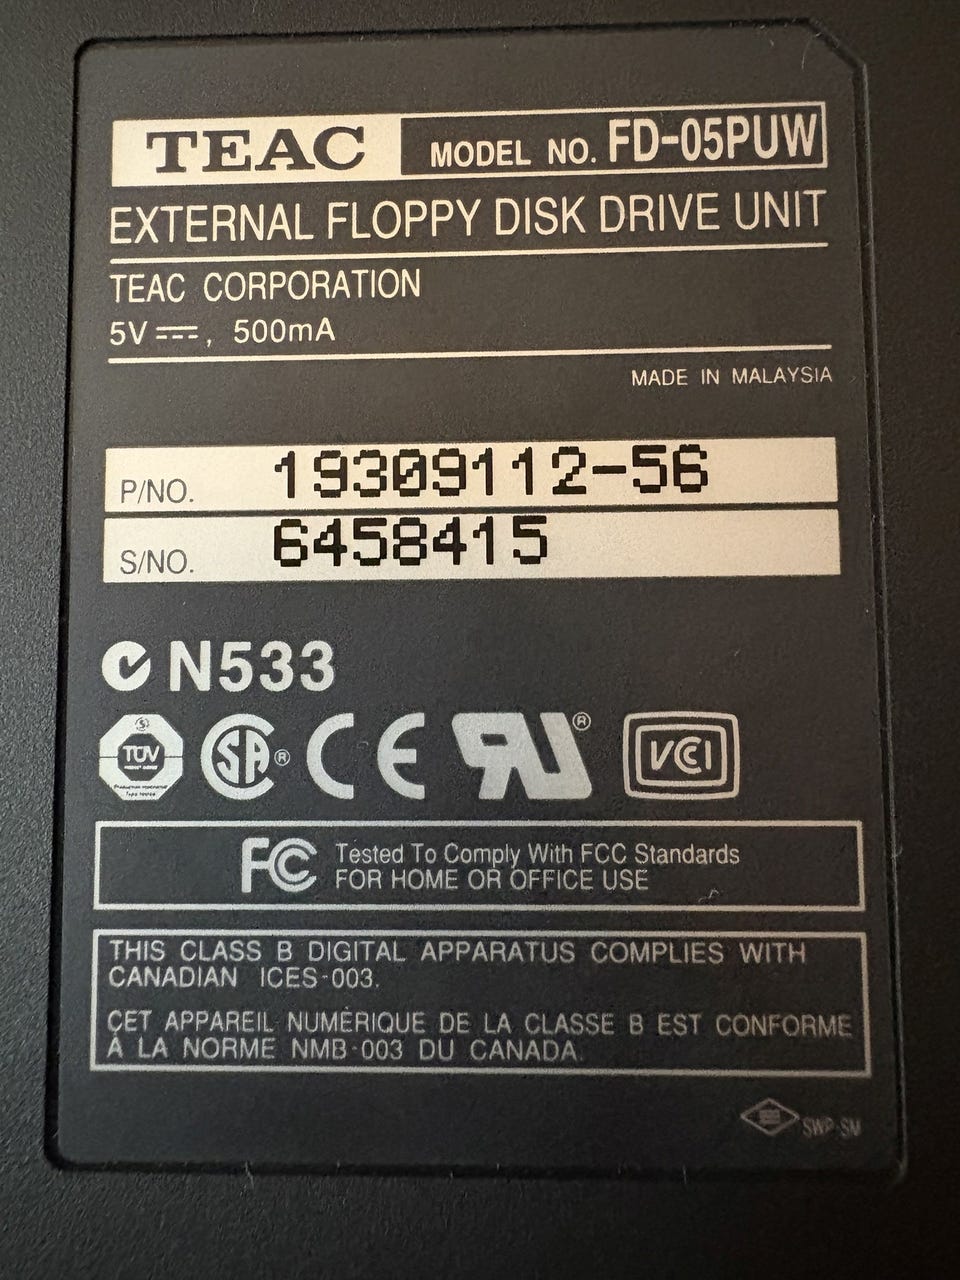 TEAC MODEL NO. FD-05PUW
EXTERNAL FLOPPY DISK DRIVE UNIT
TEAC CORPORATION
5V ⎓, 500mA
MADE IN MALAYSIA
P/NO. 19309112-56
S/NO. 6458415
N533
TÜV SA® CE RU® VCCI
FC Tested To Comply With FCC Standards
FOR HOME OR OFFICE USE
THIS CLASS B DIGITAL APPARATUS COMPLIES WITH
CANADIAN ICES-003.
CET APPAREIL NUMÉRIQUE DE LA CLASSE B EST CONFORME
À LA NORME NMB-003 DU CANADA.
SWP-SM